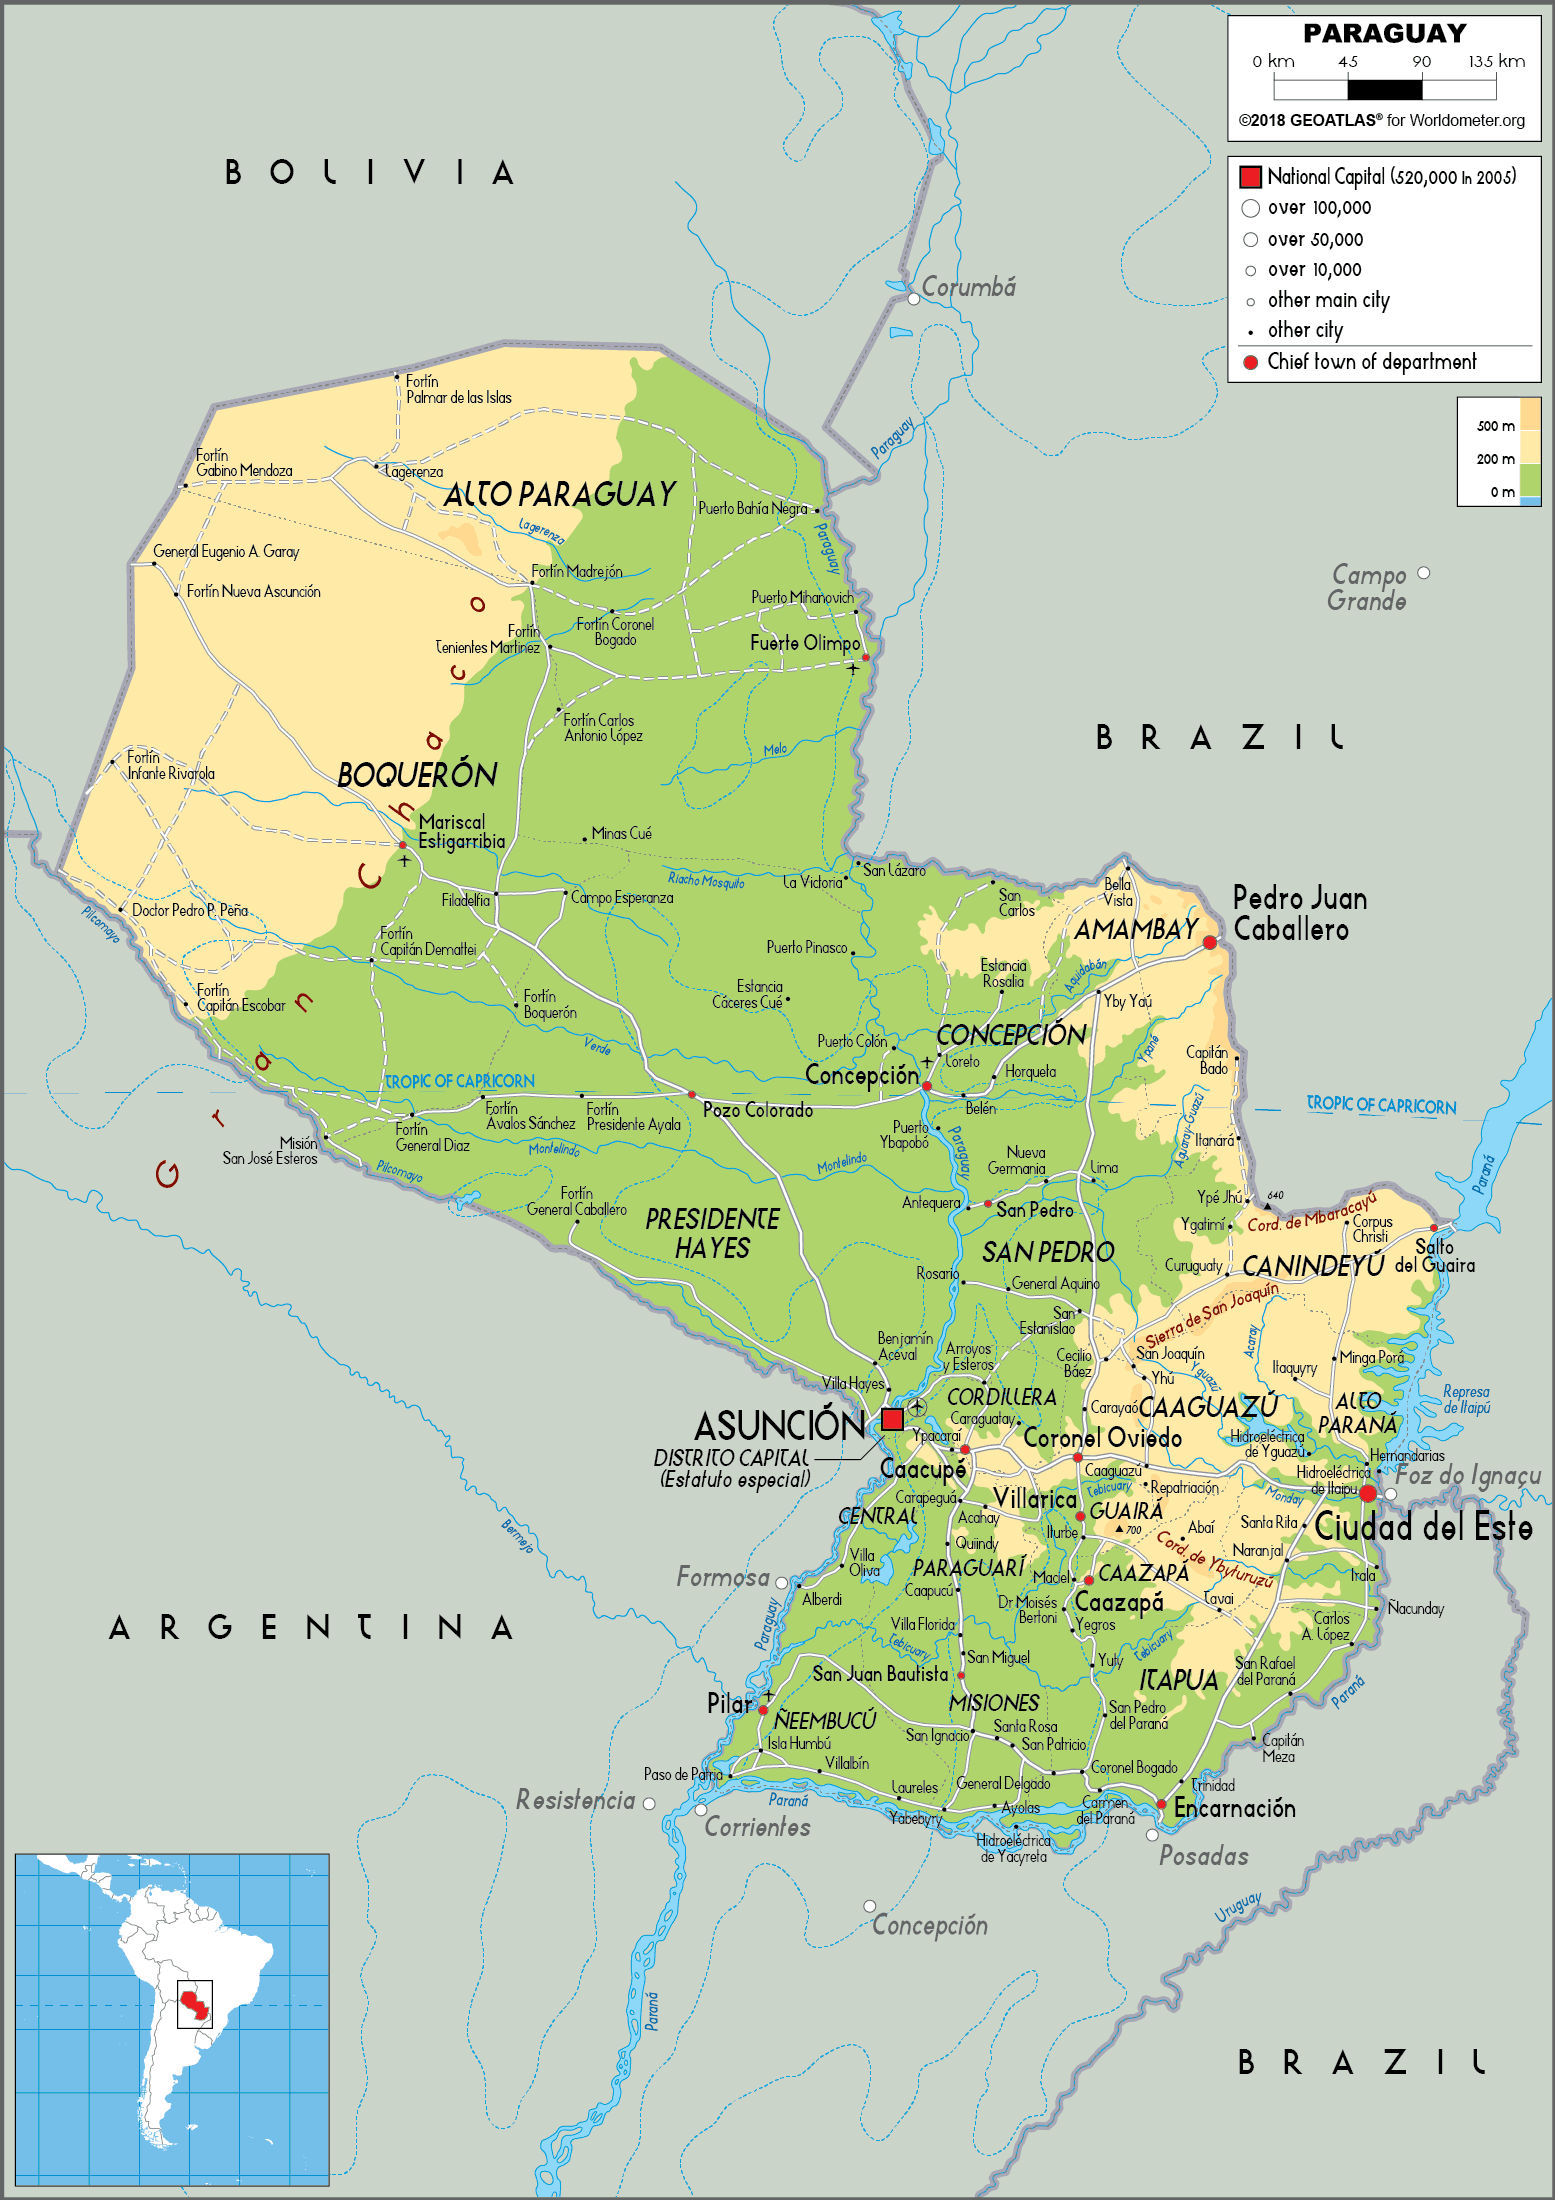 PARAGUAY
0 km 45 90 135 km
©2018 GEOATLAS® for Worldometer.org
National Capital (520,000 In 2005)
over 100,000
over 50,000
over 10,000
other main city
other city
Chief town of department
500 m
200 m
0 m
BOLIVIA
Corumbá
Paraguay
Campo
Grande
BRAZIL
Fortín
Palmar de las Islas
Fortín
Gabino Mendoza
Lagerenza
ALTO PARAGUAY
Puerto Bahía Negra
Lagerenza
Paraguay
General Eugenio A. Garay
Fortín Madrejón
Fortín Nueva Ascunción
Puerto Mihanovich
Fortín Coronel
Bogado
Fortín
Tenientes Martinez
Fuerte Olimpo
Fortín Carlos
Antonio López
Melo
Fortín
Infante Rivarola
BOQUERÓN
Gran Chaco
Mariscal
Estigarribia
Minas Cué
Riacho Mosquito
La Victoria
San Lázaro
Filadelfia
Campo Esperanza
San
Carlos
Bella
Vista
Pedro Juan
Caballero
AMAMBAY
Doctor Pedro P. Peña
Pilcomayo
Fortín
Capitán Demattei
Puerto Pinasco
Estancia
Rosalia
Aquidabán
Estancia
Cáceres Cué
Yby Yaú
Fortín
Capitán Escobar
Fortín
Boquerón
CONCEPCIÓN
Verde
Puerto Colón
Loreto
Ypané
Capitán
Bado
Concepción
Horqueta
TROPIC OF CAPRICORN
Pozo Colorado
Belén
TROPIC OF CAPRICORN
Fortín
Avalos Sánchez
Fortín
Presidente Ayala
Fortín
General Diaz
Puerto
Ybapobó
Paraguay
Aguaray-Guazú
Itanará
Misión
San José Esteros
Pilcomayo
Montelindo
Montelindo
Nueva
Germania
Lima
Paraná
Fortín
General Caballero
Antequera
San Pedro
Ypé Jhú
640
Cord. de Mbaracayú
Corpus
Christi
Ygatimí
PRESIDENTE
HAYES
SAN PEDRO
Salto
del Guaira
CANINDEYÚ
Curuguaty
Rosario
General Aquino
Sierra de San Joaquín
San
Estanislao
Benjamín
Aceval
Arroyos
y Esteros
Cecilio
Báez
San Joaquín
Yhú
Yguazú
Acaray
Itaquyry
Minga Porá
Villa Hayes
CORDILLERA
Carayaó
CAAGUAZÚ
ALTO
PARANÁ
Represa
de Itaipú
ASUNCIÓN
DISTRITO CAPITAL
(Estatuto especial)
Caraguatay
Ypacaraí
Coronel Oviedo
Hidroeléctrica
de Yguazú
Hernandarias
Caacupé
Caaguazu
Hidroeléctrica
de Itaipu
Foz do Ignaçu
Tebicuary
Repatriación
Monday
Carapeguá
Villarica
CENTRAL
Acahay
GUAIRÁ
Santa Rita
Ciudad del Este
700
Abaí
Iturbe
Quiindy
Cord. de Ybyturuzú
Naranjal
Villa
Oliva
PARAGUARÍ
Maciel
CAAZAPÁ
Irala
Formosa
Alberdi
Caapucú
Caazapá
Dr Moisés
Bertoni
Tavai
Ñacunday
Villa Florida
Yegros
Carlos
A. López
Bermejo
ARGENTINA
Paraguay
Tebicuary
San Miguel
Yuty
Tebicuary
San Rafael
del Paraná
San Juan Bautista
ITAPUA
Paraná
Pilar
MISIONES
ÑEEMBUCÚ
San Pedro
del Paraná
San Ignacio
Santa Rosa
San Patricio
Isla Humbú
Capitán
Meza
Villalbín
Paso de Patria
Coronel Bogado
Trinidad
Laureles
General Delgado
Carmen
del Paraná
Encarnación
Resistencia
Paraná
Yabebyry
Ayolas
Corrientes
Hidroeléctrica
de Yacyreta
Posadas
Concepción
Uruguay
Paraná
BRAZIL